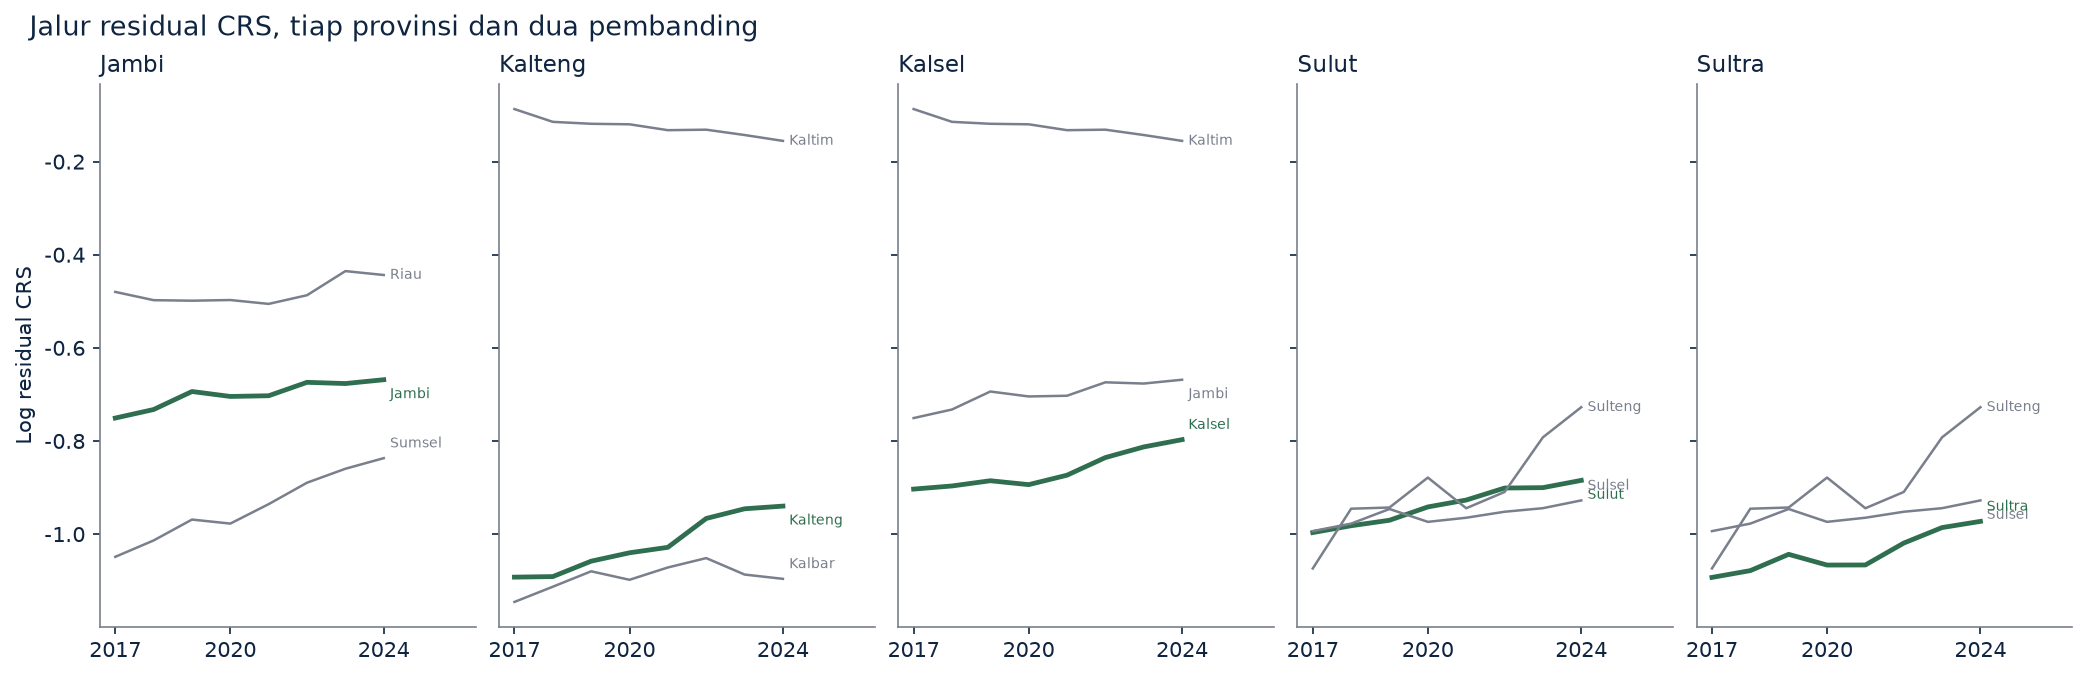 Jalur residual CRS, tiap provinsi dan dua pembanding
Log residual CRS
-0.2
-0.4
-0.6
-0.8
-1.0
Jambi
Riau
Jambi
Sumsel
2017
2020
2024
Kalteng
Kaltim
Kalteng
Kalbar
2017
2020
2024
Kalsel
Kaltim
Jambi
Kalsel
2017
2020
2024
Sulut
Sulteng
Sulsel
Sulut
2017
2020
2024
Sultra
Sulteng
Sultra
Sulsel
2017
2020
2024